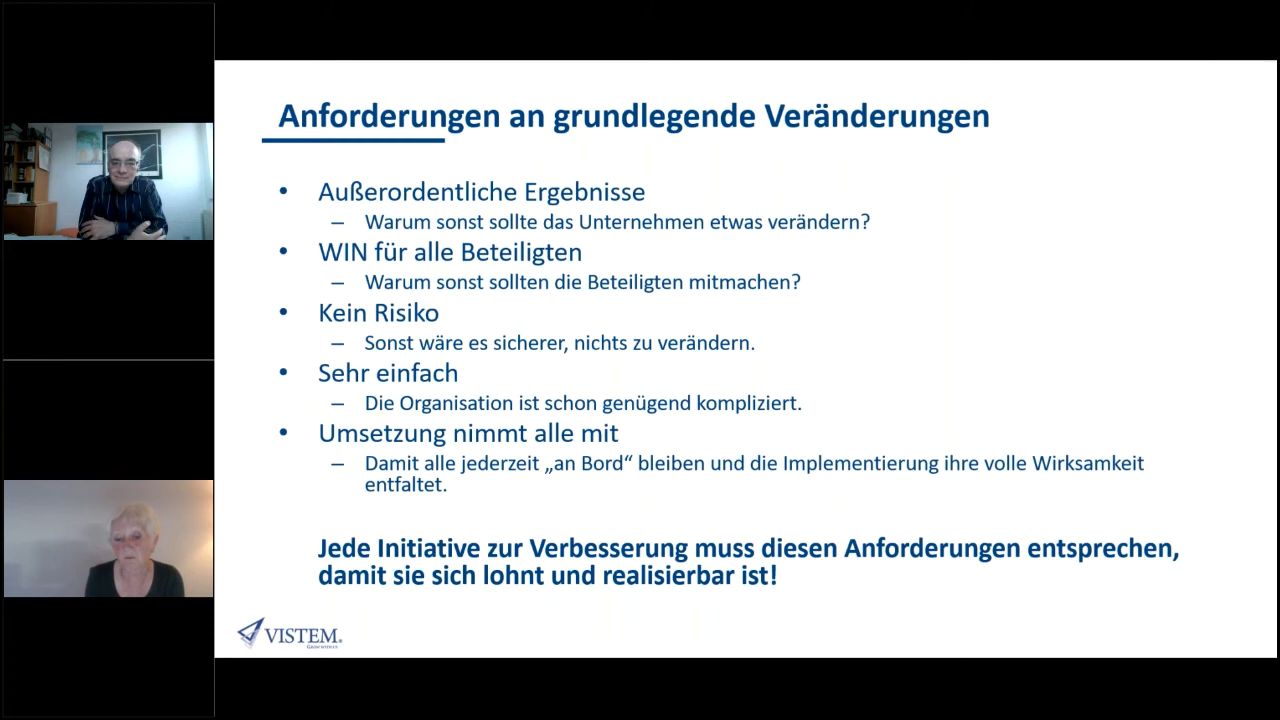 Anforderungen an grundlegende Veränderungen
• Außerordentliche Ergebnisse
– Warum sonst sollte das Unternehmen etwas verändern?
• WIN für alle Beteiligten
– Warum sonst sollten die Beteiligten mitmachen?
• Kein Risiko
– Sonst wäre es sicherer, nichts zu verändern.
• Sehr einfach
– Die Organisation ist schon genügend kompliziert.
• Umsetzung nimmt alle mit
– Damit alle jederzeit „an Bord“ bleiben und die Implementierung ihre volle Wirksamkeit
entfaltet.
Jede Initiative zur Verbesserung muss diesen Anforderungen entsprechen,
damit sie sich lohnt und realisierbar ist!
VISTEM®
GROW WITH US